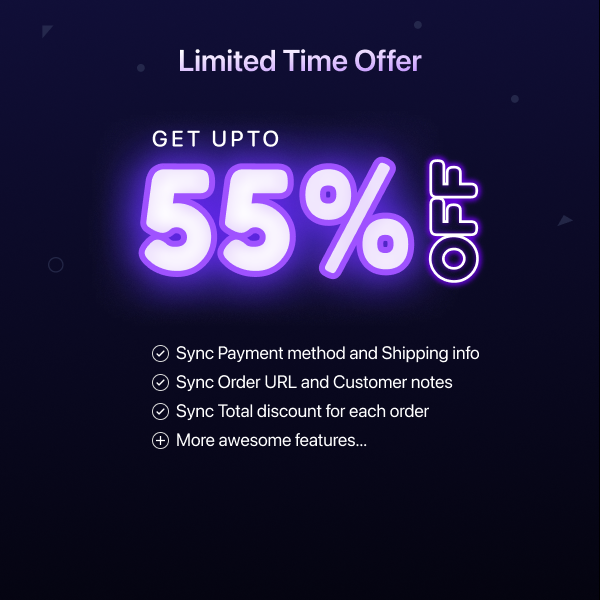 Limited Time Offer
GET UPTO
55% OFF
Sync Payment method and Shipping info
Sync Order URL and Customer notes
Sync Total discount for each order
More awesome features...